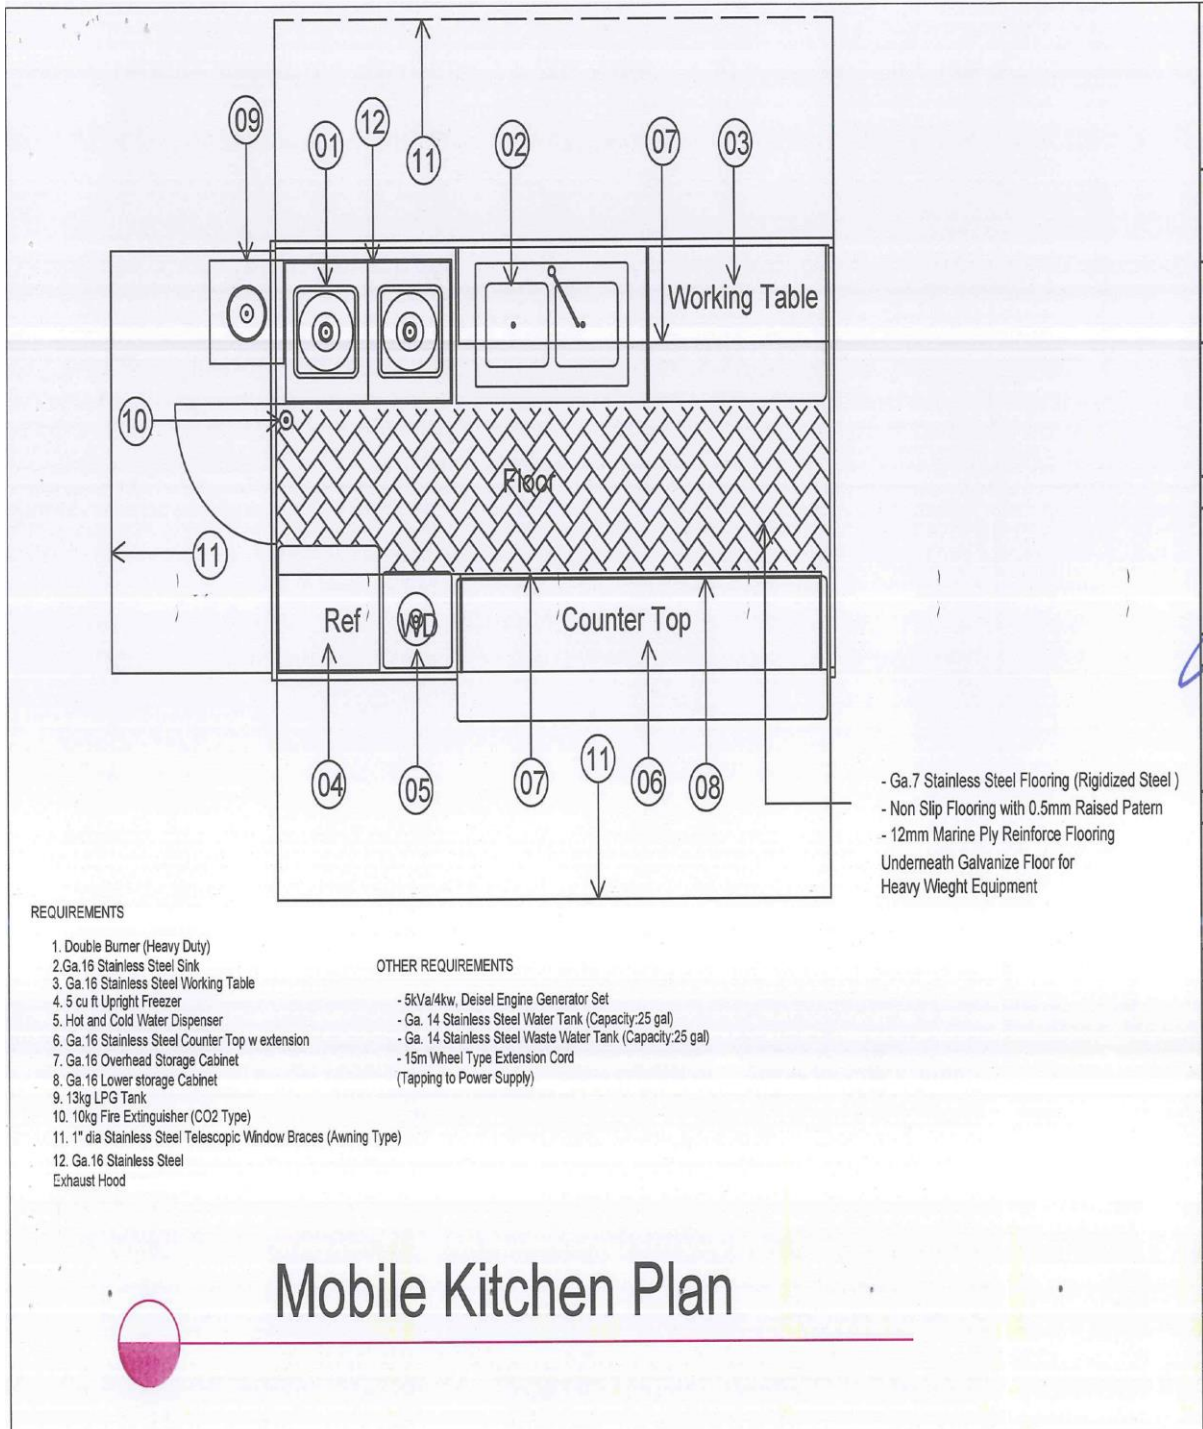 09
01
12
11
02
07
03
Working Table
10
Floor
11
Ref
WD
Counter Top
04
05
07
11
06
08
- Ga.7 Stainless Steel Flooring (Rigidized Steel )
- Non Slip Flooring with 0.5mm Raised Patern
- 12mm Marine Ply Reinforce Flooring
Underneath Galvanize Floor for
Heavy Wieght Equipment
REQUIREMENTS
1. Double Burner (Heavy Duty)
2.Ga.16 Stainless Steel Sink
3. Ga.16 Stainless Steel Working Table
4. 5 cu ft Upright Freezer
5. Hot and Cold Water Dispenser
6. Ga.16 Stainless Steel Counter Top w extension
7. Ga.16 Overhead Storage Cabinet
8. Ga.16 Lower storage Cabinet
9. 13kg LPG Tank
10. 10kg Fire Extinguisher (CO2 Type)
11. 1" dia Stainless Steel Telescopic Window Braces (Awning Type)
12. Ga.16 Stainless Steel
Exhaust Hood
OTHER REQUIREMENTS
- 5kVa/4kw, Deisel Engine Generator Set
- Ga. 14 Stainless Steel Water Tank (Capacity:25 gal)
- Ga. 14 Stainless Steel Waste Water Tank (Capacity:25 gal)
- 15m Wheel Type Extension Cord
(Tapping to Power Supply)
Mobile Kitchen Plan